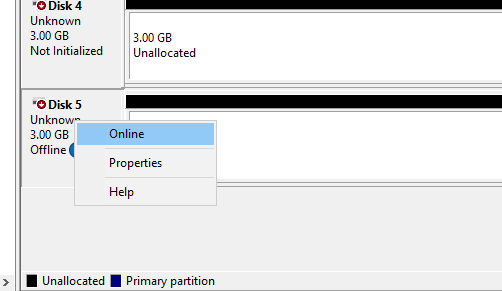 Disk 4
Unknown
3.00 GB
Not Initialized
3.00 GB
Unallocated
Disk 5
Unknown
3.00 GB
Offline
Online
Properties
Help
Unallocated Primary partition